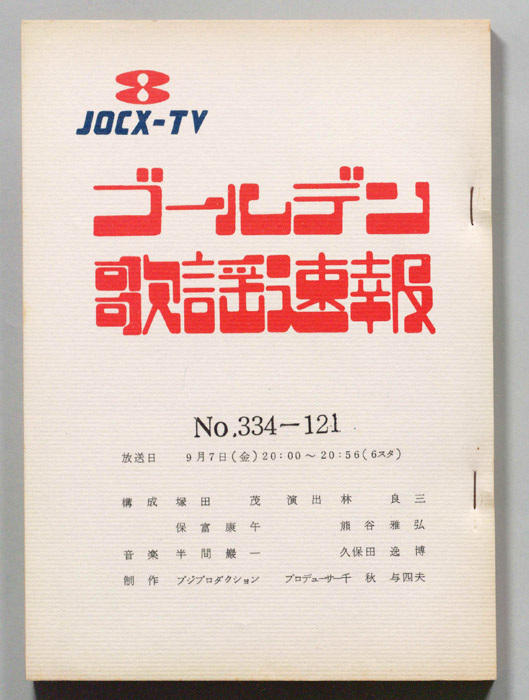 8
JOCX-TV
ゴールデン
歌謡速報
No.334-121
放送日 9月7日(金)20:00～20:56(6スタ)
構成 塚田 茂 演出 林 良三
保富康午 熊谷雅弘
音楽 半間巌一 久保田逸博
制作 フジプロダクション プロデューサー 千秋与四夫